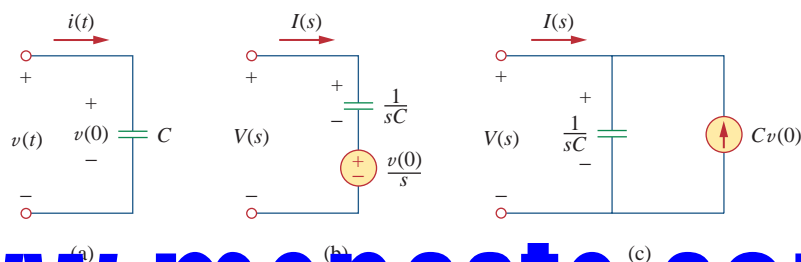 i(t) I(s) I(s)
+ + +
+ + +
v(t) v(0) C V(s) 1/sC V(s) 1/sC Cv(0)
− − −
+ − v(0)/s
− − −
(a) (b) (c)